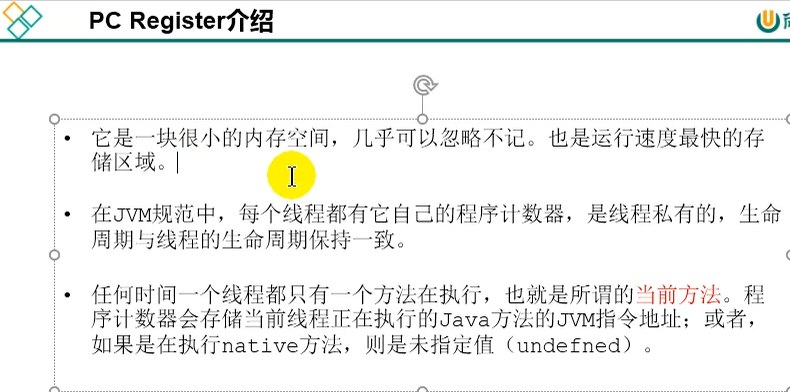 PC Register介绍
尚
• 它是一块很小的内存空间，几乎可以忽略不记。也是运行速度最快的存
储区域。
• 在JVM规范中，每个线程都有它自己的程序计数器，是线程私有的，生命
周期与线程的生命周期保持一致。
• 任何时间一个线程都只有一个方法在执行，也就是所谓的当前方法。程
序计数器会存储当前线程正在执行的Java方法的JVM指令地址；或者，
如果是在执行native方法，则是未指定值（undefned）。